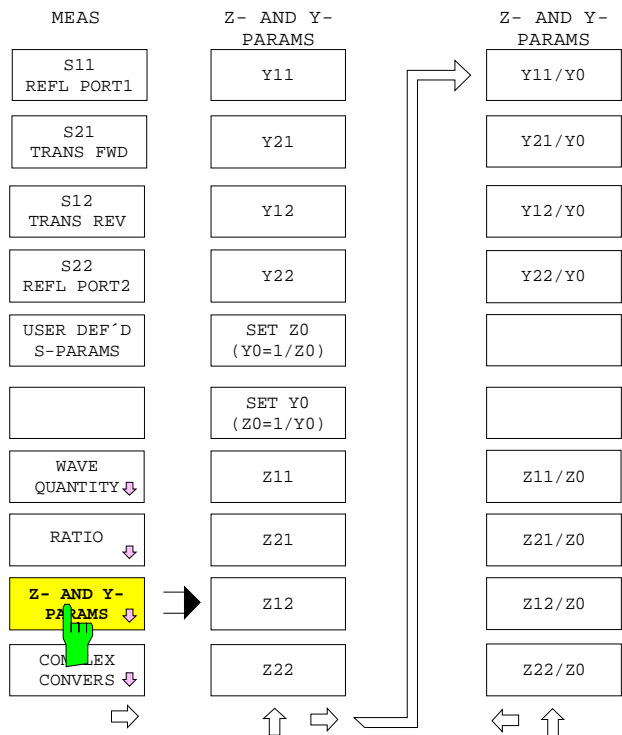 MEAS
S11
REFL PORT1
S21
TRANS FWD
S12
TRANS REV
S22
REFL PORT2
USER DEF´D
S-PARAMS
WAVE
QUANTITY
RATIO
Z- AND Y-
PARAMS
CONVERS
Z- AND Y-
PARAMS
Y11
Y21
Y12
Y22
SET Z0
(Y0=1/Z0)
SET Y0
(Z0=1/Y0)
Z11
Z21
Z12
Z22
Z- AND Y-
PARAMS
Y11/Y0
Y21/Y0
Y12/Y0
Y22/Y0
Z11/Z0
Z21/Z0
Z12/Z0
Z22/Z0